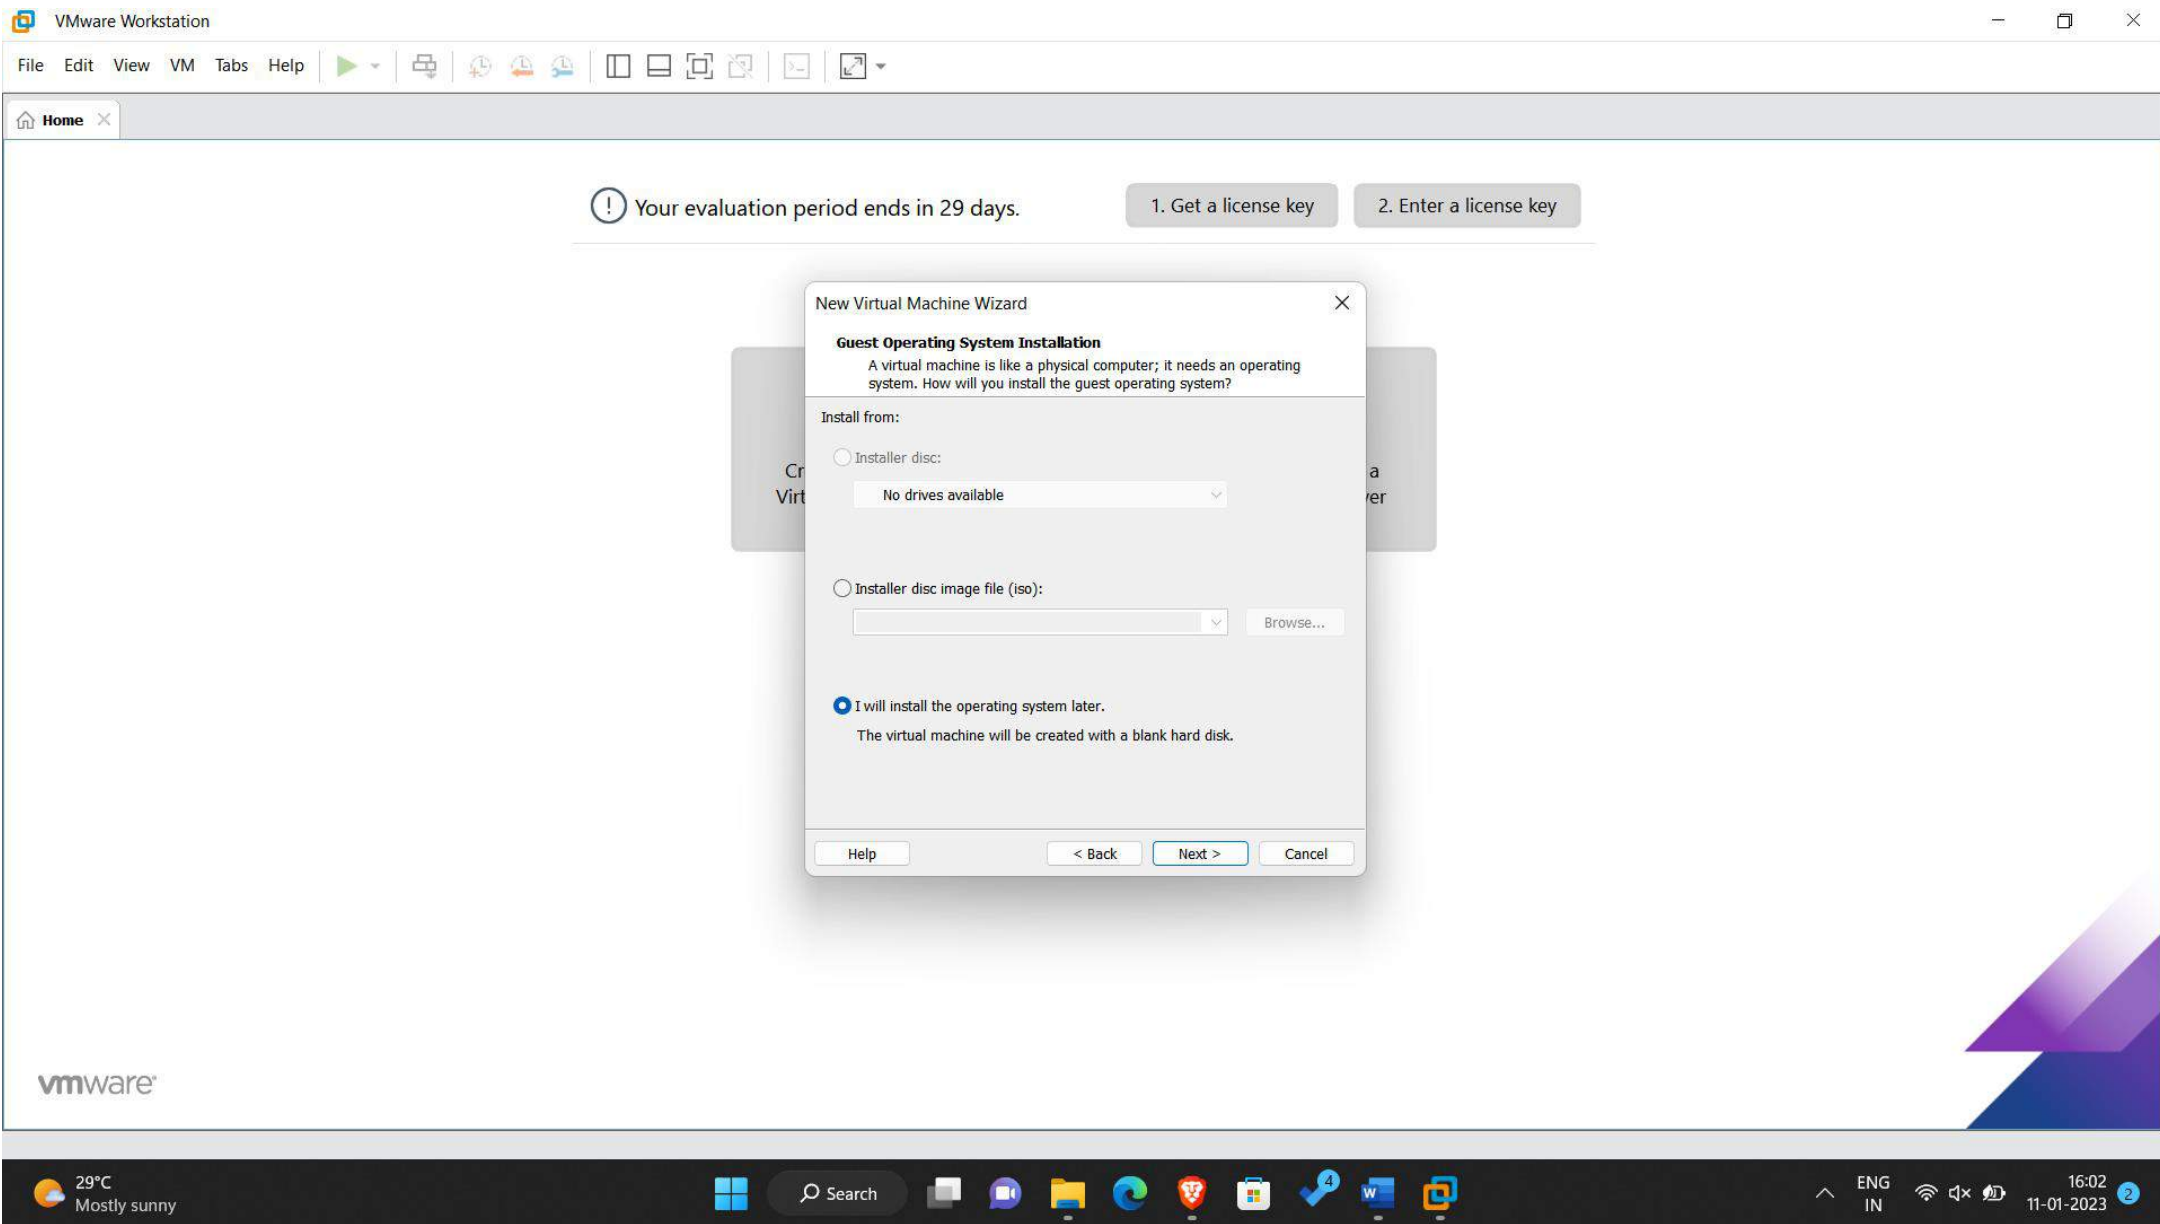 VMware Workstation
File Edit View VM Tabs Help
Home
Your evaluation period ends in 29 days.
1. Get a license key
2. Enter a license key
New Virtual Machine Wizard
Guest Operating System Installation
A virtual machine is like a physical computer; it needs an operating
system. How will you install the guest operating system?
Install from:
Installer disc:
No drives available
Cr
Virt
a
ver
Installer disc image file (iso):
Browse...
I will install the operating system later.
The virtual machine will be created with a blank hard disk.
Help
< Back
Next >
Cancel
vmware
29°C
Mostly sunny
Search
4
W
ENG
IN
16:02
11-01-2023
2